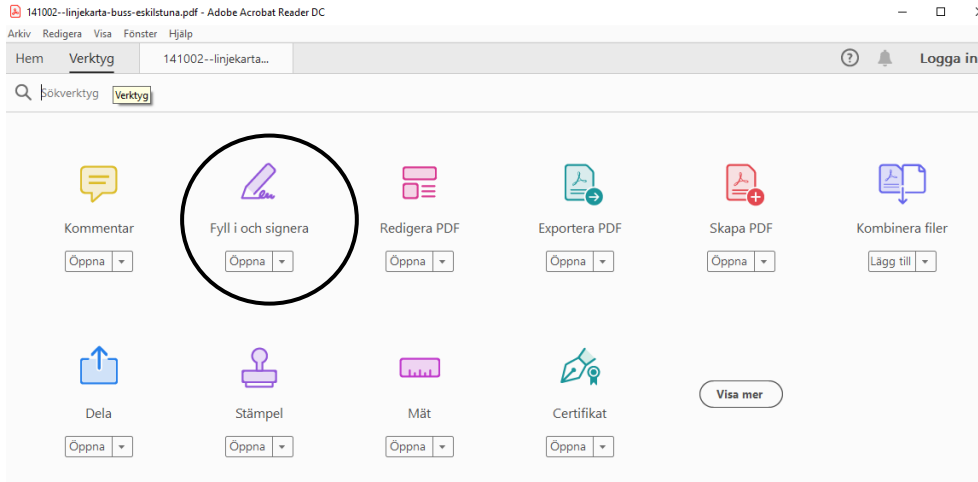 141002--linjekarta-buss-eskilstuna.pdf - Adobe Acrobat Reader DC
Arkiv Redigera Visa Fönster Hjälp
Hem Verktyg 141002--linjekarta... Logga in
Sökverktyg Verktyg
Kommentar Fyll i och signera Redigera PDF Exportera PDF Skapa PDF Kombinera filer
Öppna Öppna Öppna Öppna Öppna Lägg till
Visa mer
Dela Stämpel Mät Certifikat
Öppna Öppna Öppna Öppna